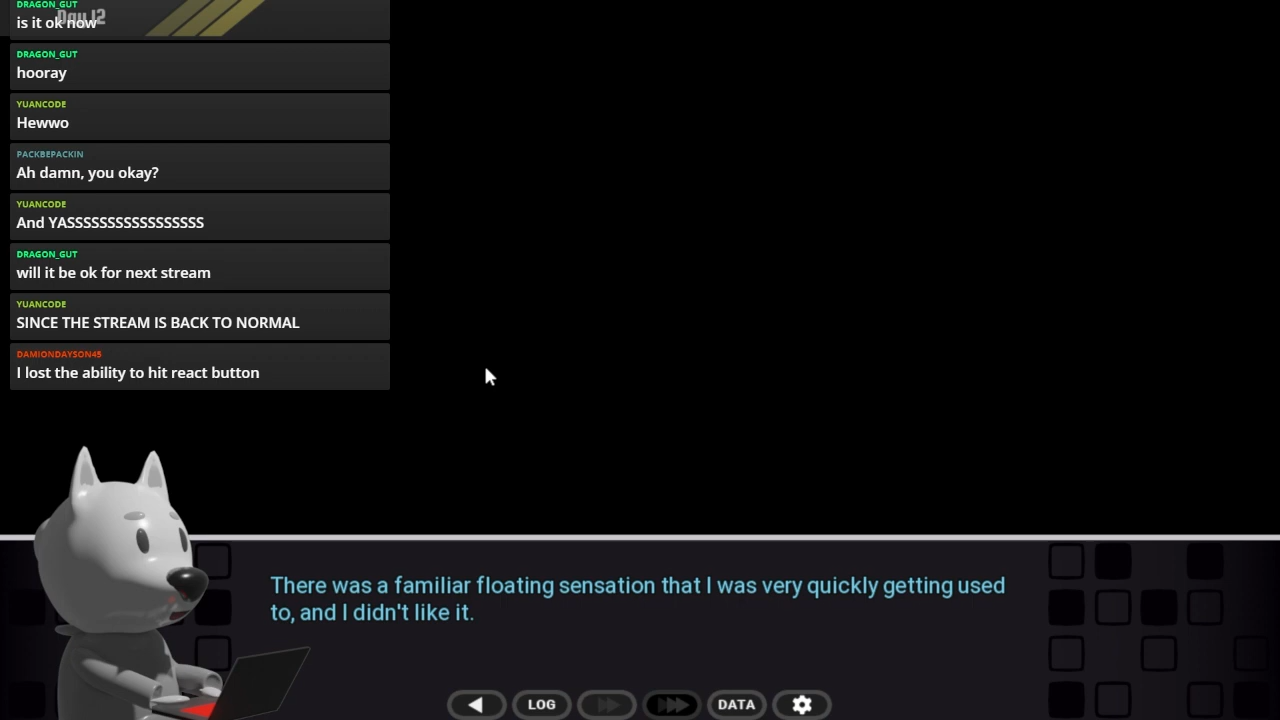 DRAGON_GUT
Day 12
is it ok now
DRAGON_GUT
hooray
YUANCODE
Hewwo
PACKBEPACKIN
Ah damn, you okay?
YUANCODE
And YASSSSSSSSSSSSSSSSS
DRAGON_GUT
will it be ok for next stream
YUANCODE
SINCE THE STREAM IS BACK TO NORMAL
DAMIONDAYSON45
I lost the ability to hit react button
There was a familiar floating sensation that I was very quickly getting used
to, and I didn't like it.
LOG
DATA